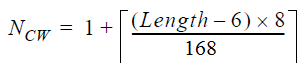 N_CW = 1 + ⌈ (Length – 6) × 8 / 168 ⌉